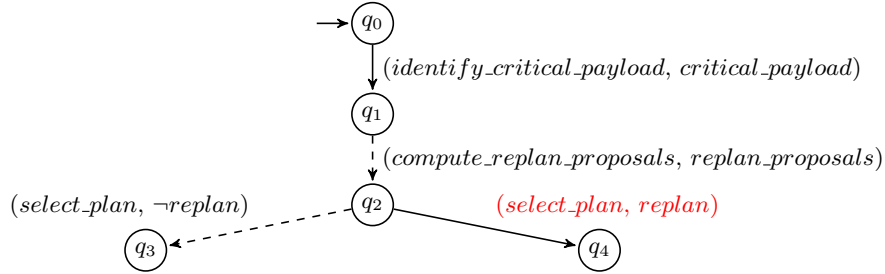 q0
(identify_critical_payload, critical_payload)
q1
(compute_replan_proposals, replan_proposals)
(select_plan, ¬replan)
q2
(select_plan, replan)
q3
q4